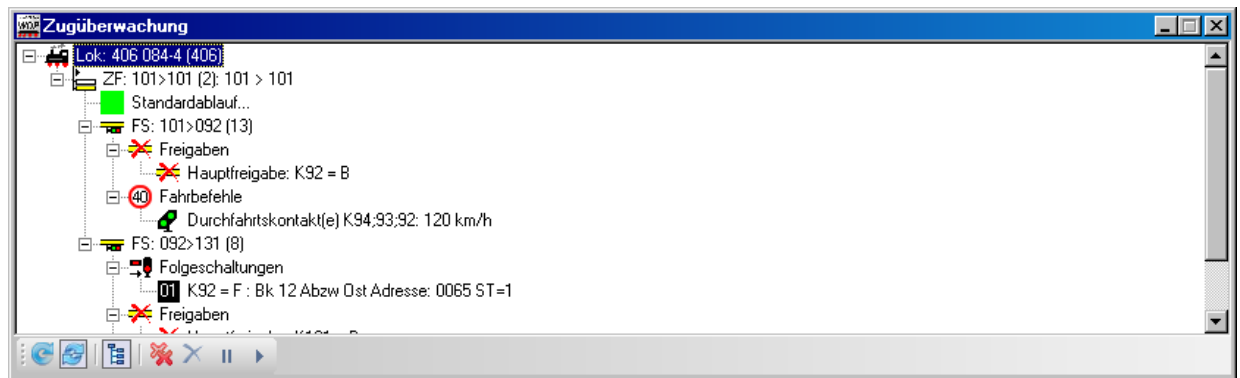 Zugüberwachung
Lok: 406 084-4 (406)
ZF: 101>101 (2): 101 > 101
Standardablauf...
FS: 101>092 (13)
Freigaben
Hauptfreigabe: K92 = B
40 Fahrbefehle
Durchfahrtskontakt(e) K94;93;92: 120 km/h
FS: 092>131 (8)
Folgeschaltungen
01 K92 = F : Bk 12 Abzw Ost Adresse: 0065 ST=1
Freigaben